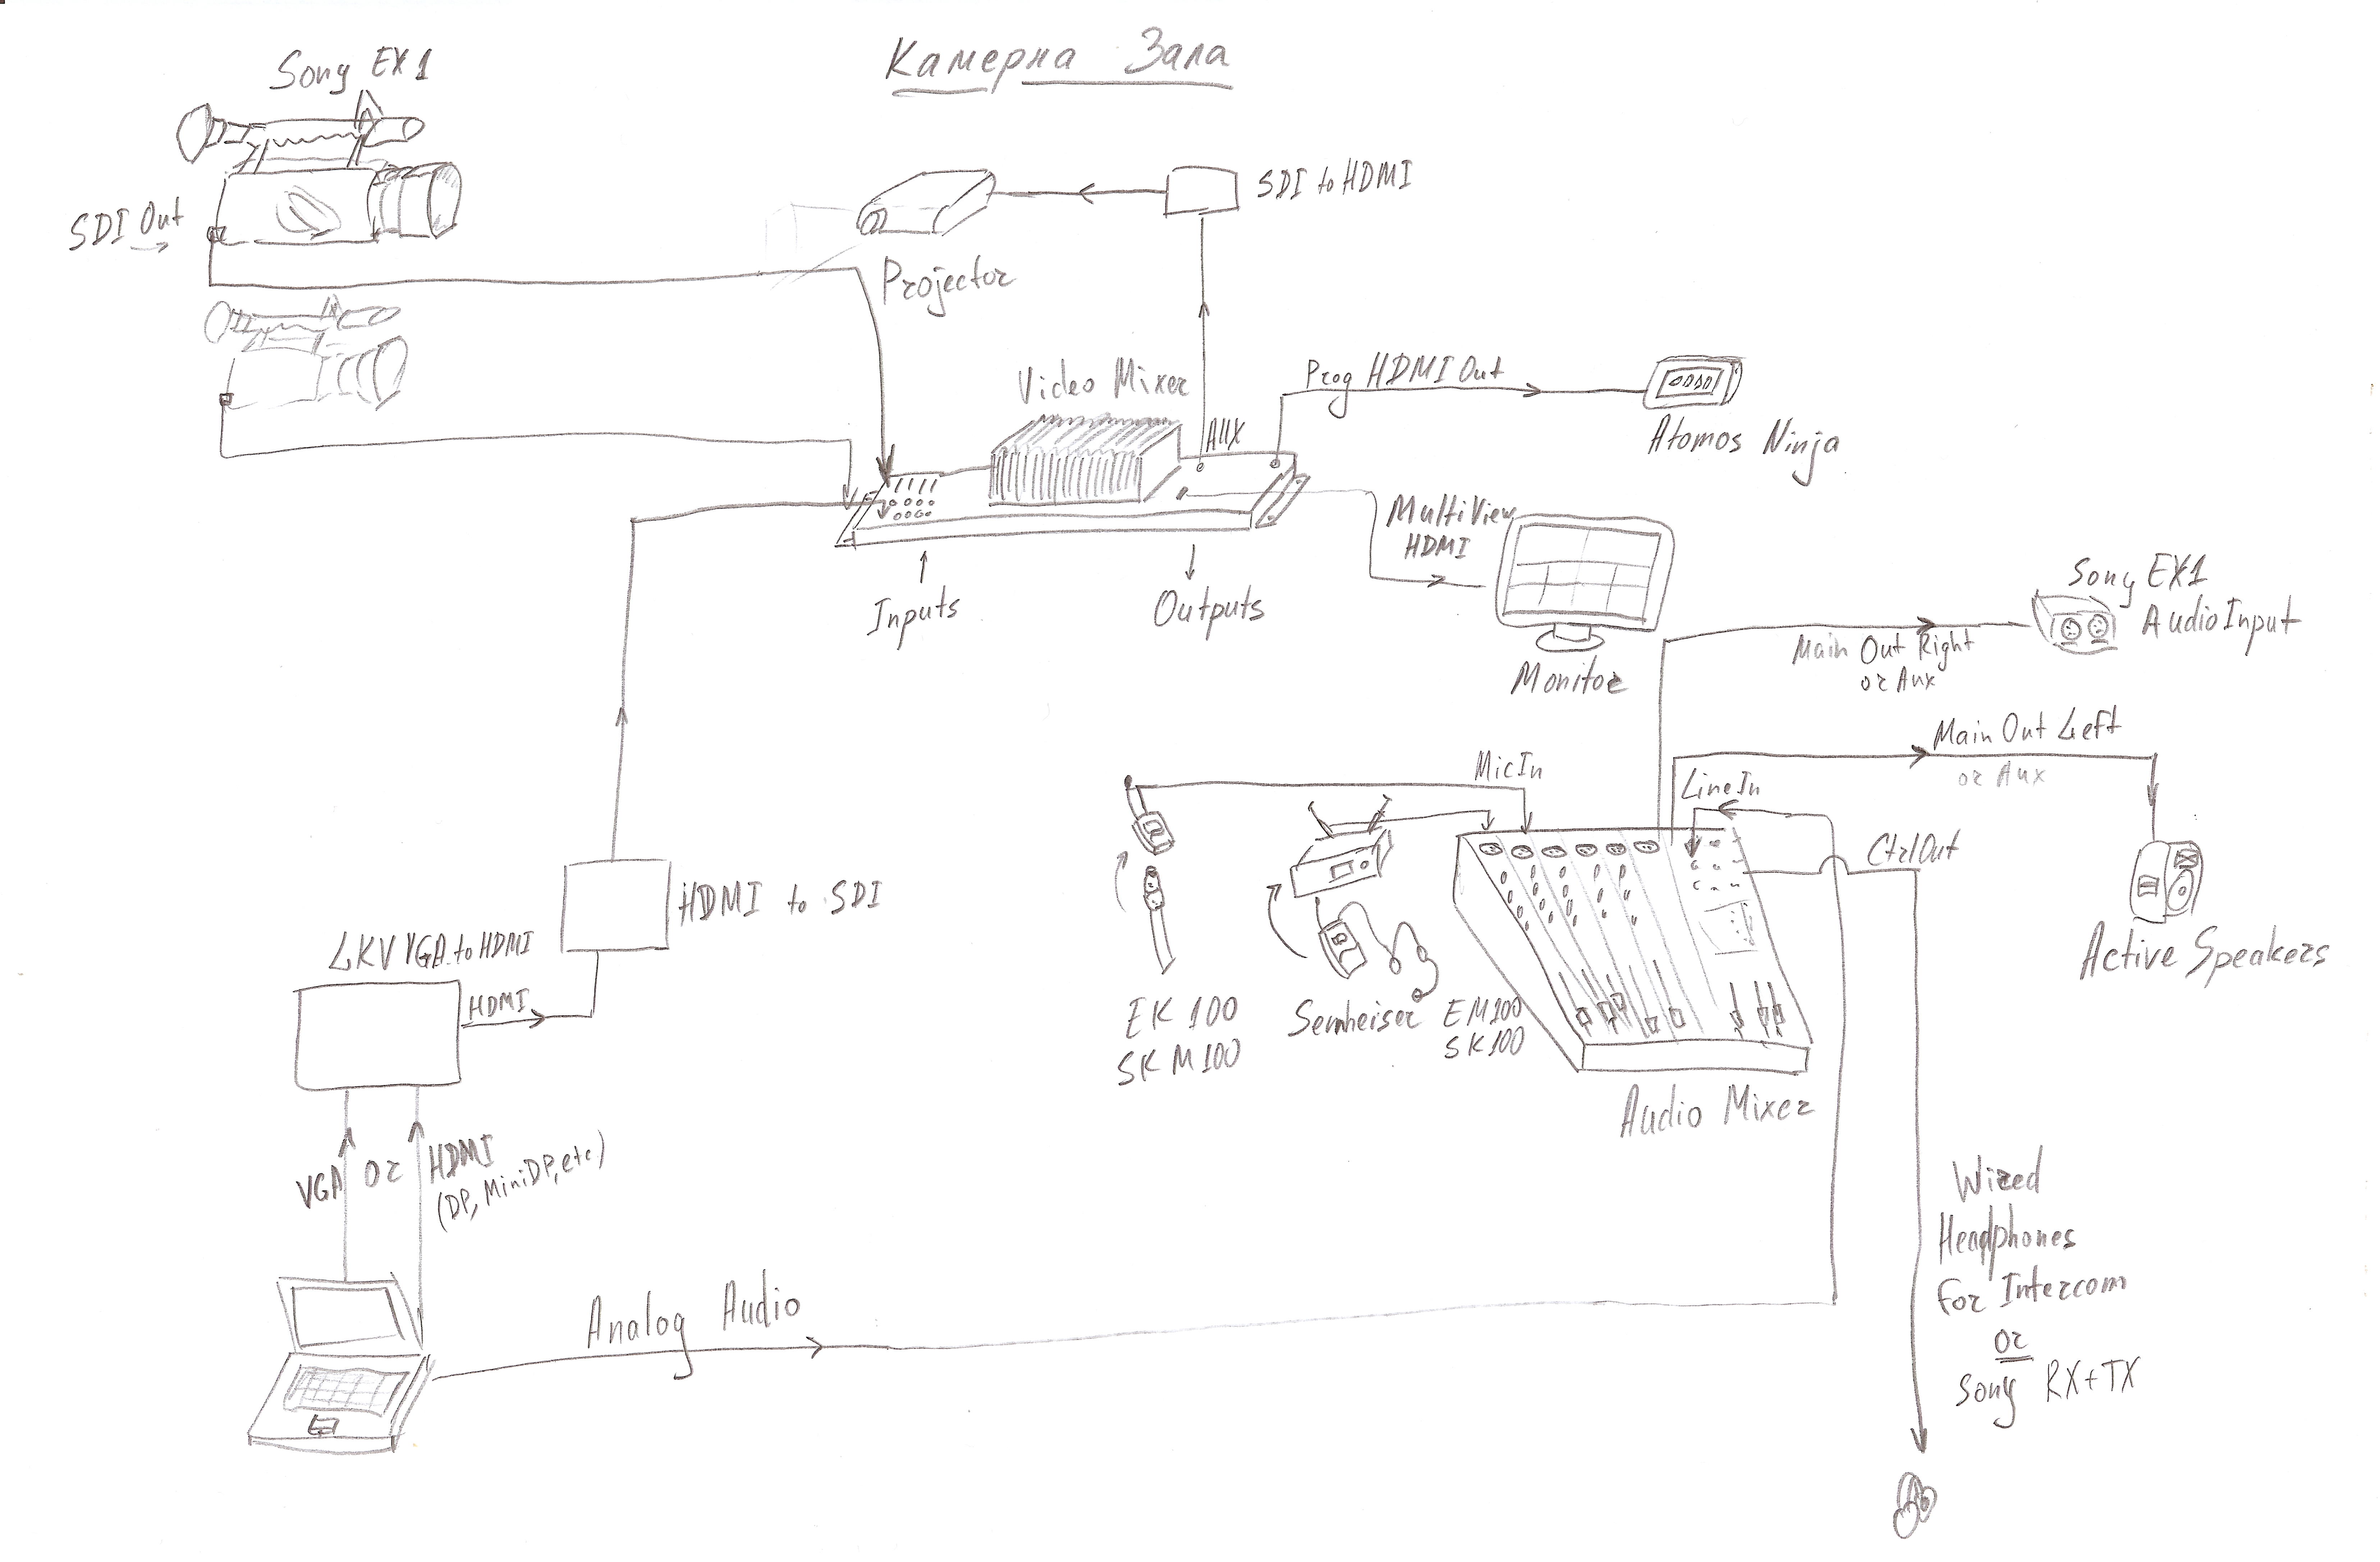 Камерна Зала
Sony EX1
SDI Out
SDI to HDMI
Projector
Video Mixer
AUX
Prog HDMI Out
Atomos Ninja
MultiView
HDMI
Inputs
Outputs
Monitor
Sony EX1
Audio Input
Main Out Right
or Aux
Main Out Left
or Aux
MicIn
LineIn
CtrlOut
Active Speakers
HDMI to SDI
LKV VGA to HDMI
HDMI
EK 100
SKM100
Sennheiser
EM100
SK100
Audio Mixer
VGA or HDMI
(DP, MiniDP, etc)
Analog Audio
Wired
Headphones
For Intercom
or
Sony RX+TX